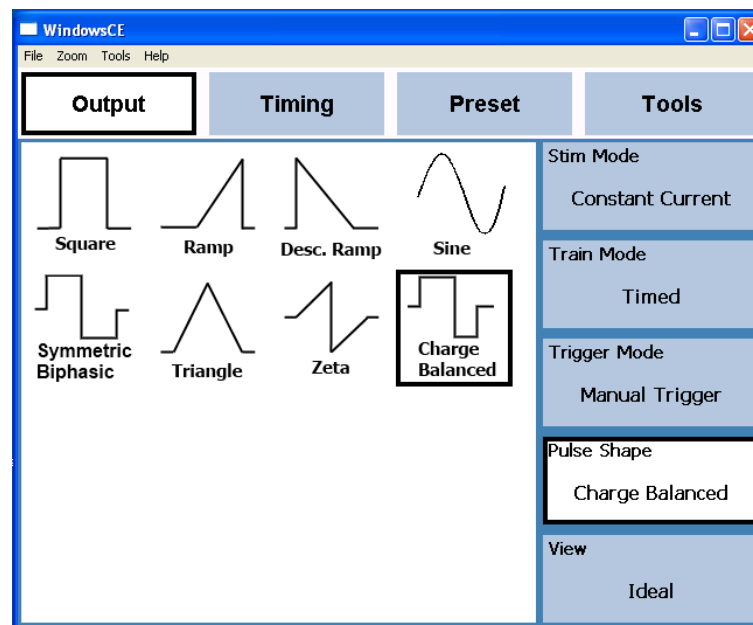 WindowsCE
File Zoom Tools Help
Output Timing Preset Tools
Square Ramp Desc. Ramp Sine
Symmetric
Biphasic
Triangle
Zeta
Charge
Balanced
Stim Mode
Constant Current
Train Mode
Timed
Trigger Mode
Manual Trigger
Pulse Shape
Charge Balanced
View
Ideal